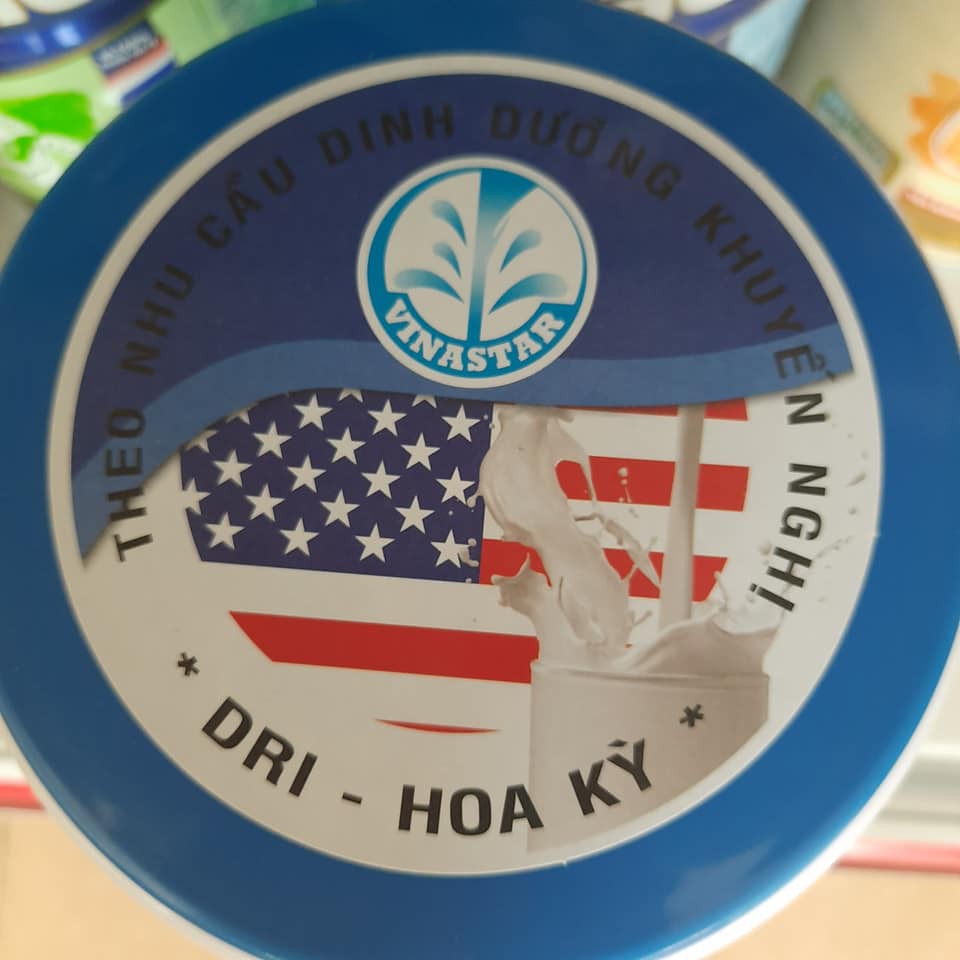 THEO NHU CẦU DINH DƯỠNG KHUYẾN NGHỊ
VINASTAR
* DRI - HOA KỲ *